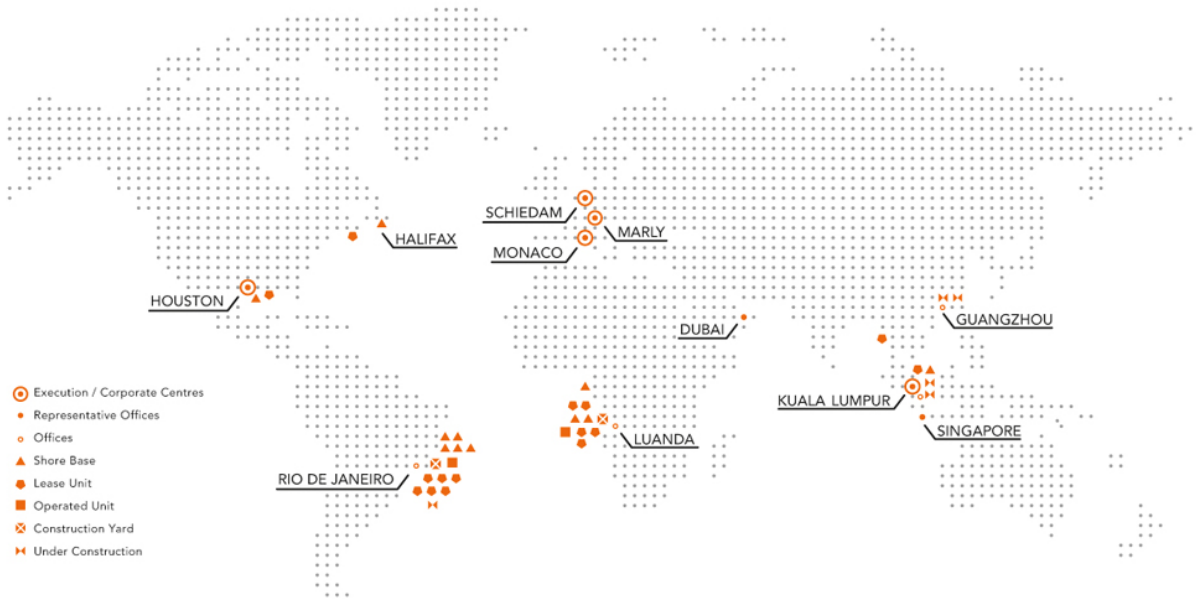 SCHIEDAM
MARLY
HALIFAX
MONACO
HOUSTON
GUANGZHOU
DUBAI
Execution / Corporate Centres
KUALA LUMPUR
Representative Offices
SINGAPORE
Offices
LUANDA
Shore Base
RIO DE JANEIRO
Lease Unit
Operated Unit
Construction Yard
Under Construction